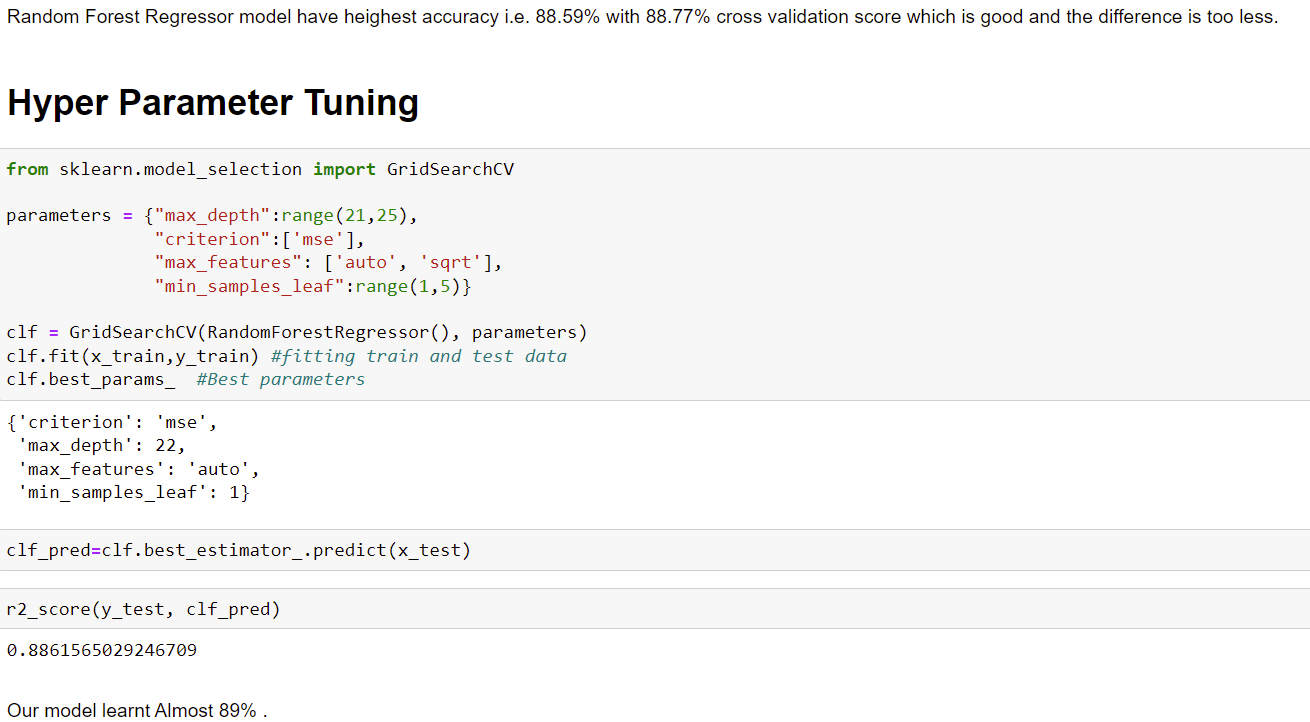 Random Forest Regressor model have heighest accuracy i.e. 88.59% with 88.77% cross validation score which is good and the difference is too less.
Hyper Parameter Tuning
from sklearn.model_selection import GridSearchCV
parameters = {"max_depth":range(21,25),
"criterion":['mse'],
"max_features": ['auto', 'sqrt'],
"min_samples_leaf":range(1,5)}
clf = GridSearchCV(RandomForestRegressor(), parameters)
clf.fit(x_train,y_train) #fitting train and test data
clf.best_params_  #Best parameters
{'criterion': 'mse',
'max_depth': 22,
'max_features': 'auto',
'min_samples_leaf': 1}
clf_pred=clf.best_estimator_.predict(x_test)
r2_score(y_test, clf_pred)
0.8861565029246709
Our model learnt Almost 89% .